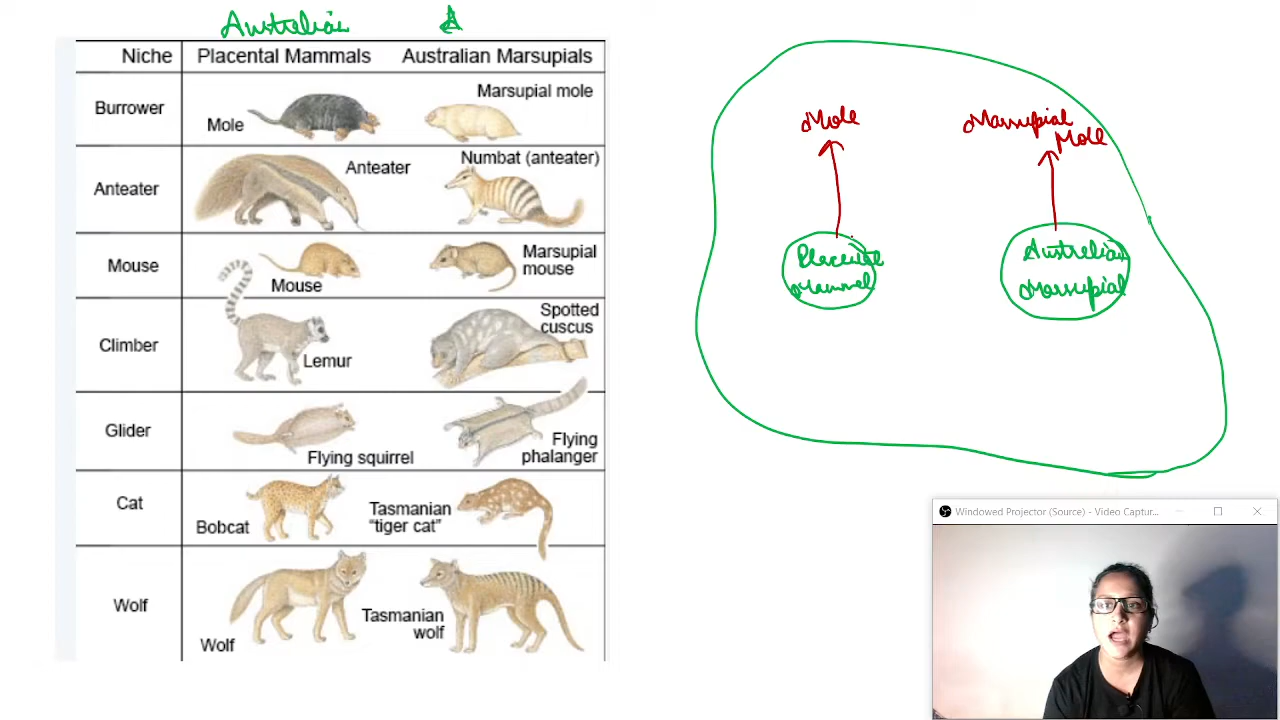 Australian A
Niche Placental Mammals Australian Marsupials
Burrower Mole Marsupial mole
Anteater Anteater Numbat (anteater)
Mouse Mouse Marsupial
mouse
Climber Lemur Spotted
cuscus
Glider Flying squirrel Flying
phalanger
Cat Bobcat Tasmanian
"tiger cat"
Wolf Wolf Tasmanian
wolf
Mole
Marsupial
Mole
Placental
Mammal
Australian
Marsupial
Windowed Projector (Source) - Video Captur...